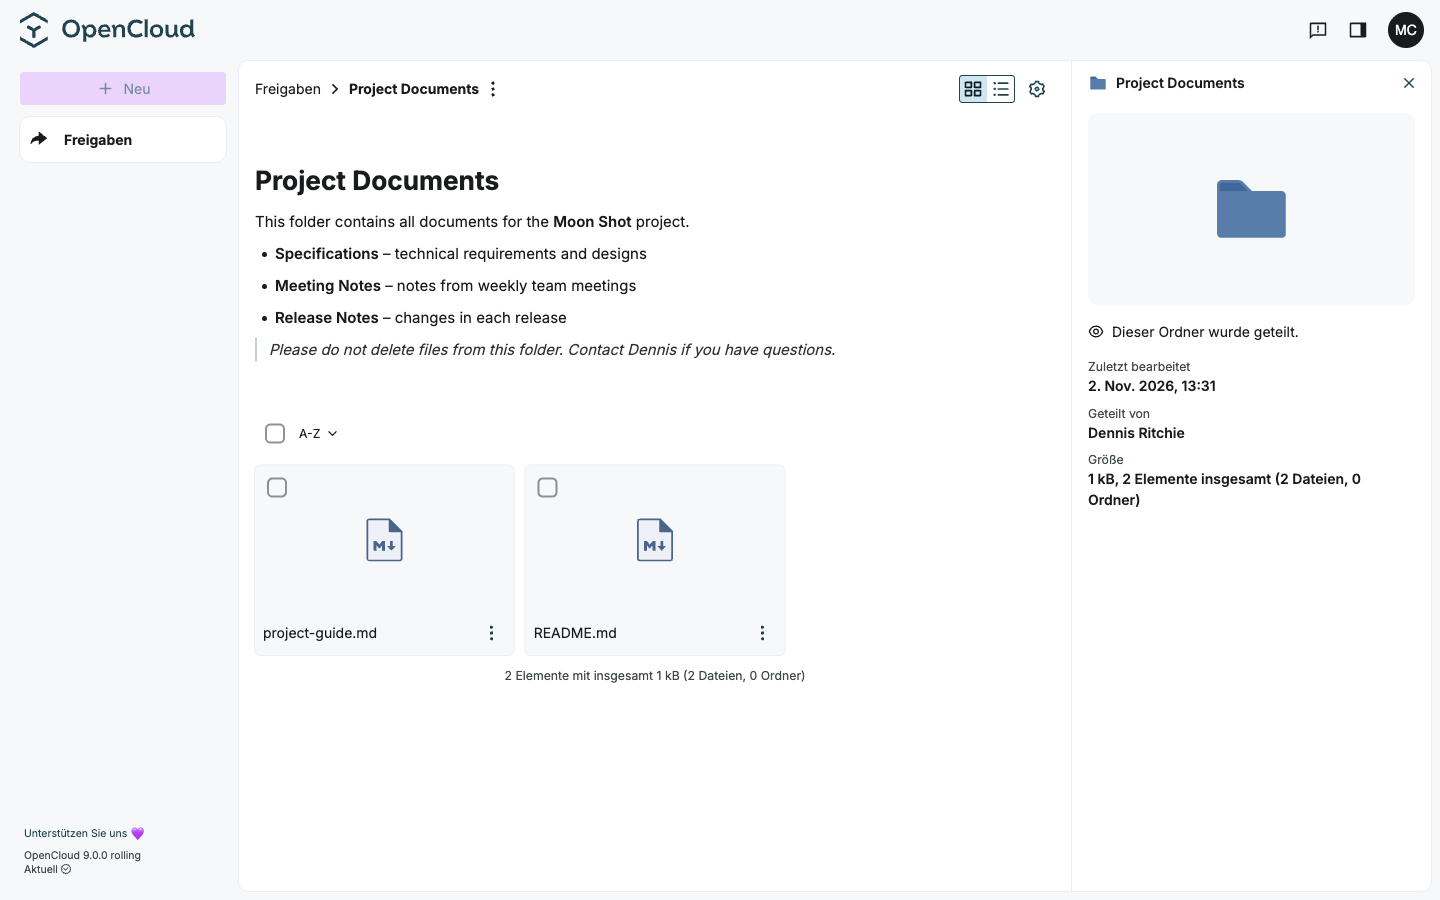 OpenCloud
MC
Neu
Freigaben
Freigaben
Project Documents
Project Documents
This folder contains all documents for the Moon Shot project.
• Specifications – technical requirements and designs
• Meeting Notes – notes from weekly team meetings
• Release Notes – changes in each release
Please do not delete files from this folder. Contact Dennis if you have questions.
A-Z
M
project-guide.md
M
README.md
2 Elemente mit insgesamt 1 kB (2 Dateien, 0 Ordner)
Project Documents
Dieser Ordner wurde geteilt.
Zuletzt bearbeitet
2. Nov. 2026, 13:31
Geteilt von
Dennis Ritchie
Größe
1 kB, 2 Elemente insgesamt (2 Dateien, 0
Ordner)
Unterstützen Sie uns 💜
OpenCloud 9.0.0 rolling
Aktuell